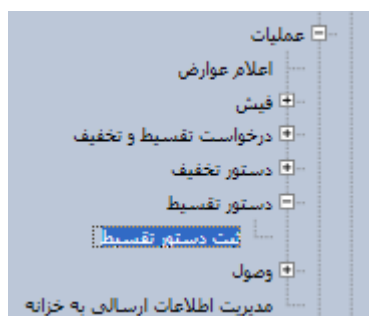 عملیات
اعلام عوارض
فیش
درخواست تقسیط و تخفیف
دستور تخفیف
دستور تقسیط
ثبت دستور تقسیط
وصول
مدیریت اطلاعات ارسالی به خزانه